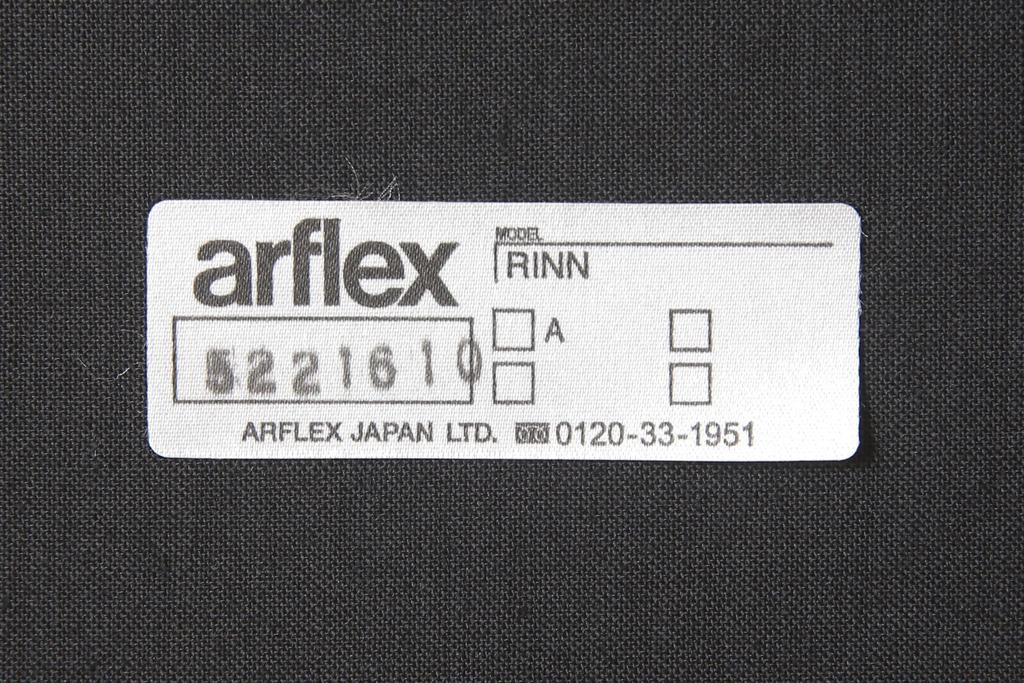 arflex
MODEL
RINN
A
5221610
ARFLEX JAPAN LTD. 0120-33-1951